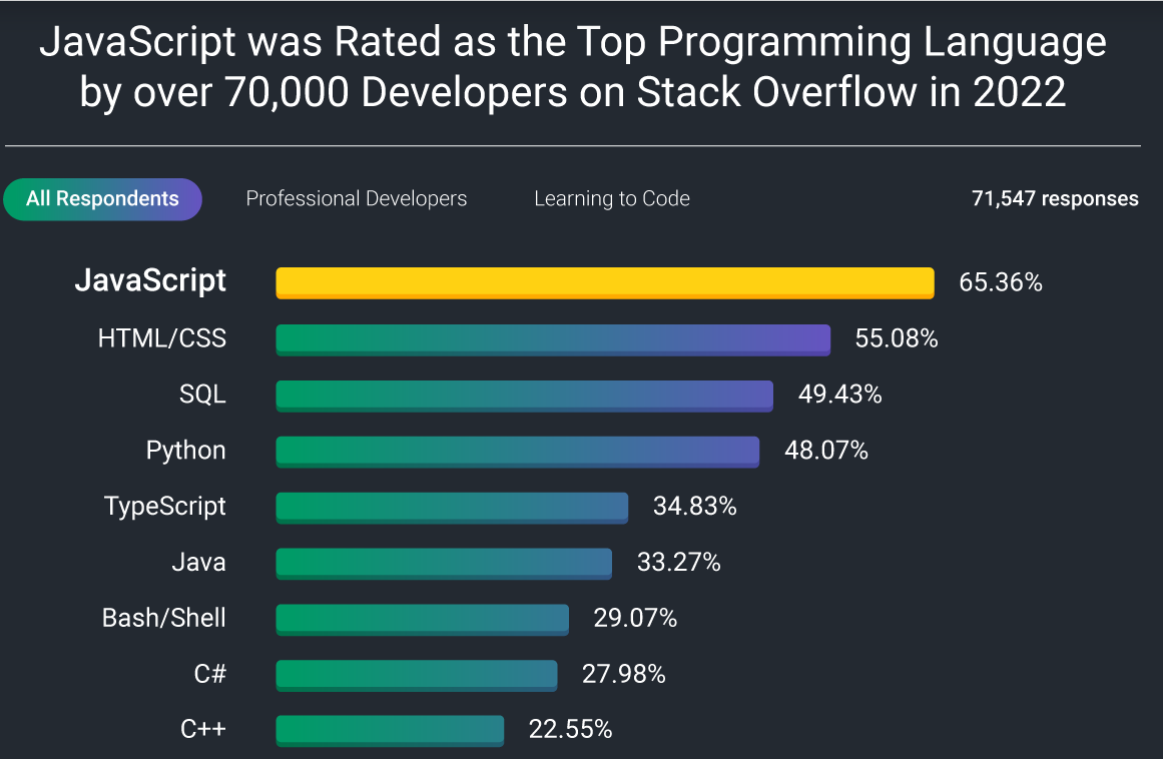 JavaScript was Rated as the Top Programming Language
by over 70,000 Developers on Stack Overflow in 2022
All Respondents Professional Developers Learning to Code 71,547 responses
JavaScript 65.36%
HTML/CSS 55.08%
SQL 49.43%
Python 48.07%
TypeScript 34.83%
Java 33.27%
Bash/Shell 29.07%
C# 27.98%
C++ 22.55%